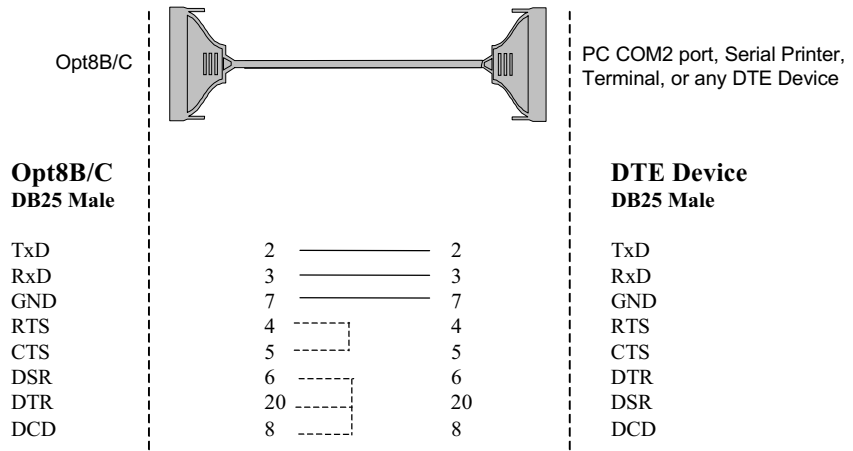 Opt8B/C
PC COM2 port, Serial Printer,
Terminal, or any DTE Device
Opt8B/C DTE Device
DB25 Male DB25 Male
TxD 2 2 TxD
RxD 3 3 RxD
GND 7 7 GND
RTS 4 4 RTS
CTS 5 5 CTS
DSR 6 6 DTR
DTR 20 20 DSR
DCD 8 8 DCD